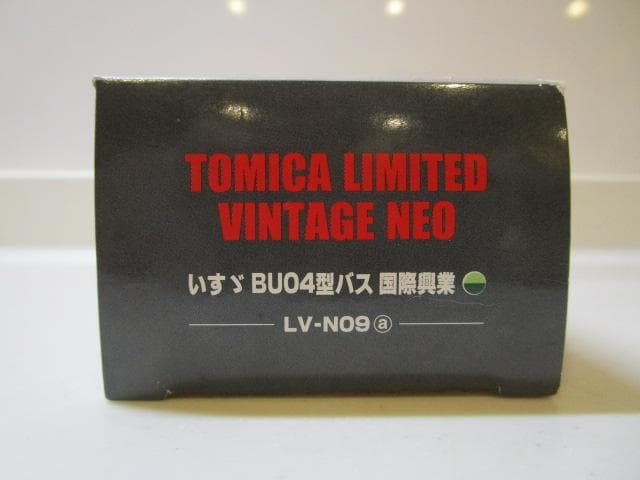 TOMICA LIMITED
VINTAGE NEO
いすゞ BU04型バス 国際興業
LV-N09 ⓐ